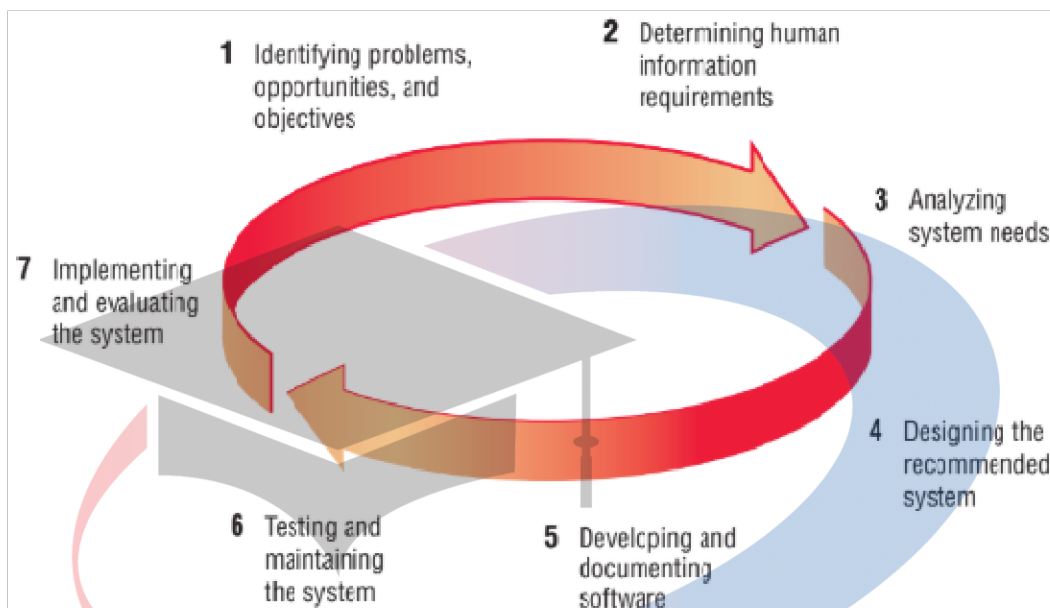 1 Identifying problems,
opportunities, and
objectives
2 Determining human
information
requirements
3 Analyzing
system needs
4 Designing the
recommended
system
5 Developing and
documenting
software
6 Testing and
maintaining
the system
7 Implementing
and evaluating
the system